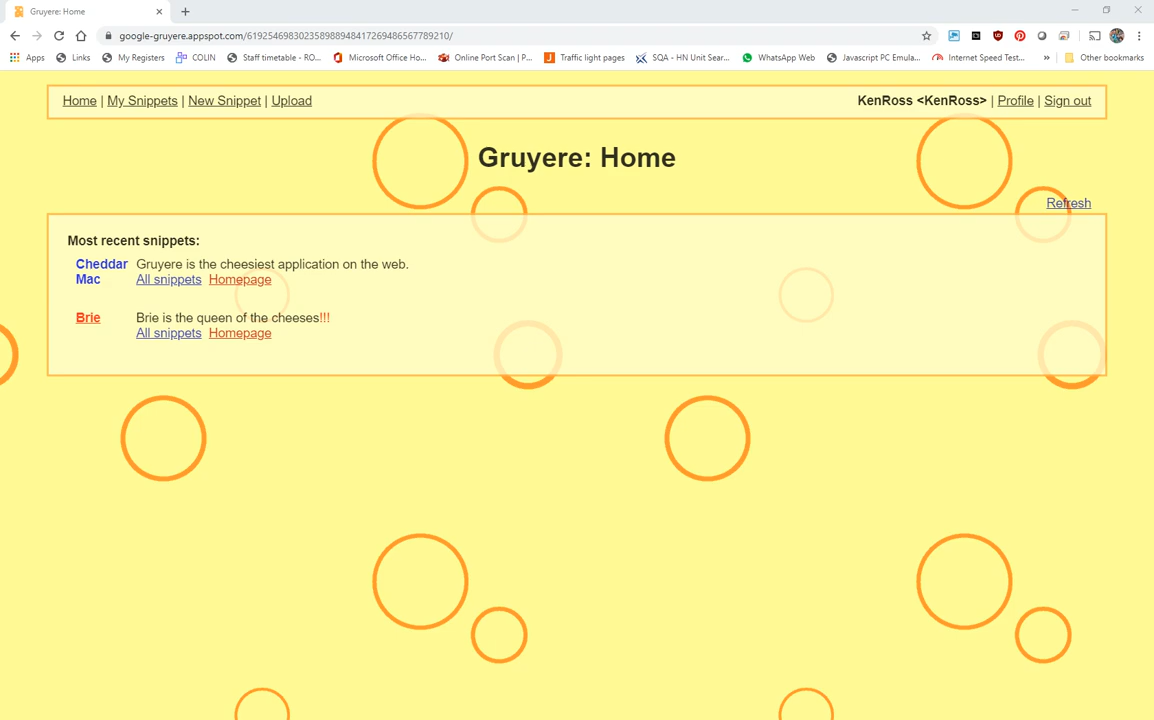 Gruyere: Home
google-gruyere.appspot.com/619254698302358988948417269486567789210/
Apps Links My Registers COLIN Staff timetable - RO... Microsoft Office Ho... Online Port Scan | P... Traffic light pages SQA - HN Unit Sear... WhatsApp Web Javascript PC Emula... Internet Speed Test... » Other bookmarks
Home | My Snippets | New Snippet | Upload KenRoss <KenRoss> | Profile | Sign out
Gruyere: Home
Refresh
Most recent snippets:
Cheddar Gruyere is the cheesiest application on the web.
Mac All snippets Homepage
Brie Brie is the queen of the cheeses!!!
All snippets Homepage